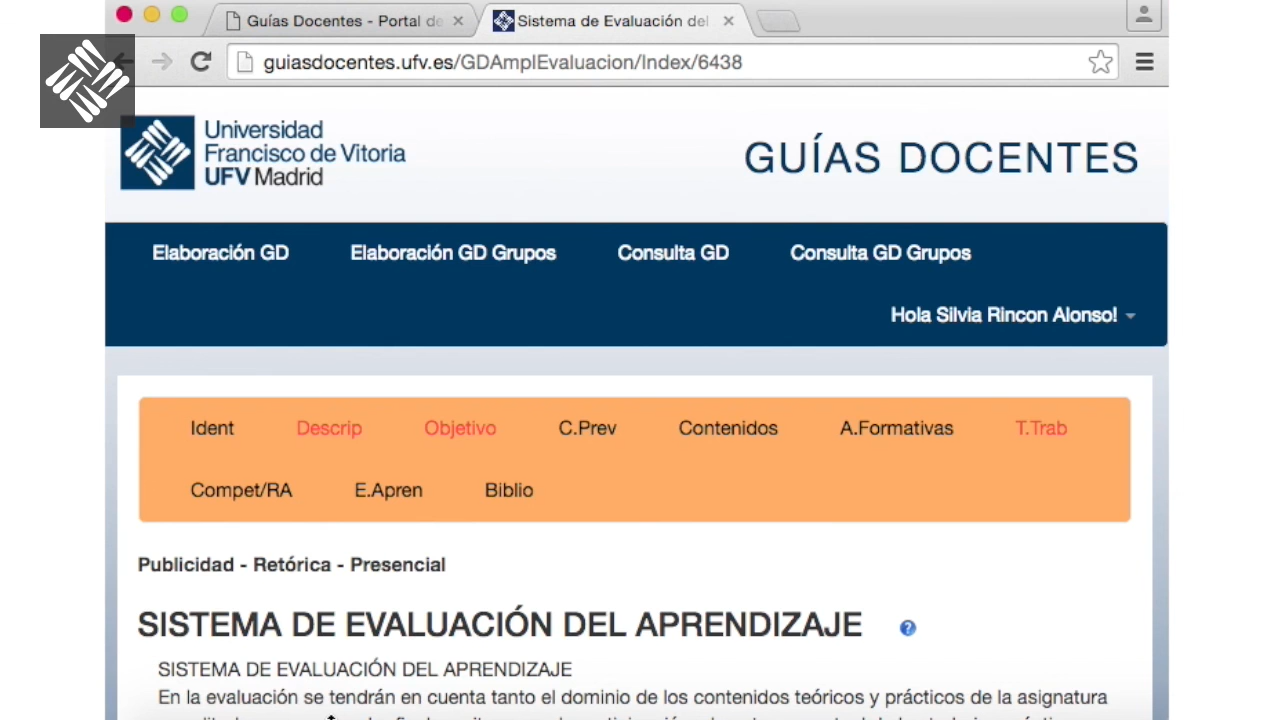 Guías Docentes - Portal de
Sistema de Evaluación del
guiasdocentes.ufv.es/GDAmplEvaluacion/Index/6438
Universidad
Francisco de Vitoria
UFV Madrid
GUÍAS DOCENTES
Elaboración GD Elaboración GD Grupos Consulta GD Consulta GD Grupos
Hola Silvia Rincon Alonso!
Ident Descrip Objetivo C.Prev Contenidos A.Formativas T.Trab
Compet/RA E.Apren Biblio
Publicidad - Retórica - Presencial
SISTEMA DE EVALUACIÓN DEL APRENDIZAJE
SISTEMA DE EVALUACIÓN DEL APRENDIZAJE
En la evaluación se tendrán en cuenta tanto el dominio de los contenidos teóricos y prácticos de la asignatura